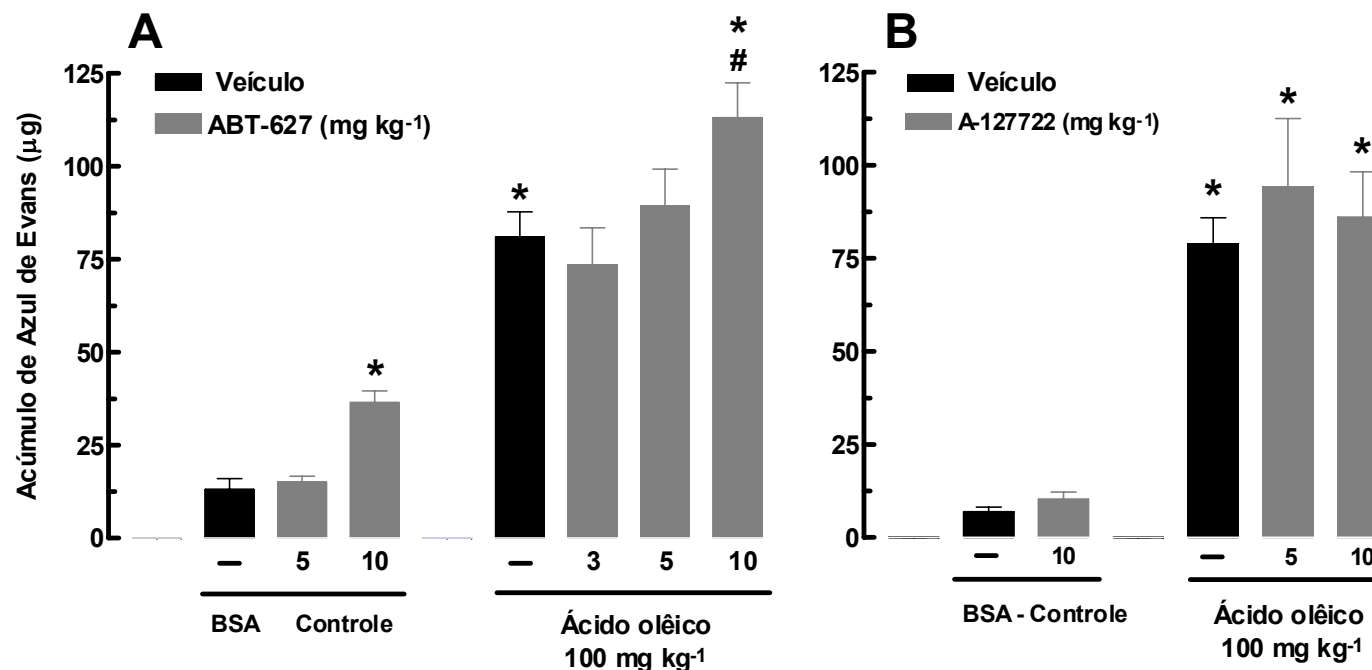 A
Acúmulo de Azul de Evans (µg)
125
100
75
50
25
0
Veículo
ABT-627 (mg kg-1)
*
*
*
#
– 5 10
– 3 5 10
BSA Controle
Ácido olêico
100 mg kg-1
B
125
100
75
50
25
0
Veículo
A-127722 (mg kg-1)
*
*
*
– 10
– 5 10
BSA - Controle
Ácido olêico
100 mg kg-1